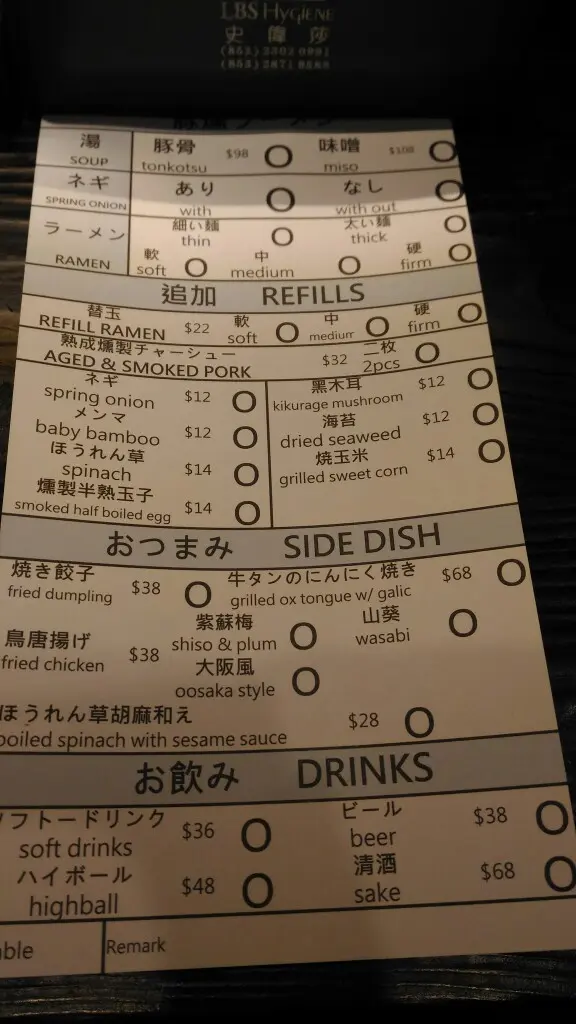 LBS HYGIENE
史偉莎
豚骨 $98 味噌
湯
SOUP tonkotsu miso
ネギ あり なし
SPRING ONION with with out
ラーメン 細い麺 太い麺
thin thick
RAMEN 軟 中 硬
soft medium firm
追加 REFILLS
替玉 軟 中 硬
REFILL RAMEN $22 soft medium firm
熟成燻製チャーシュー $32 二枚
AGED & SMOKED PORK 2pcs
ネギ
spring onion $12
メンマ
baby bamboo $12
ほうれん草
spinach $14
燻製半熟玉子
smoked half boiled egg $14
黑木耳 $12
kikurage mushroom
海苔 $12
dried seaweed
焼玉米 $14
grilled sweet corn
おつまみ SIDE DISH
焼き餃子 $38
fried dumpling
牛タンのにんにく焼き $68
grilled ox tongue w/ galic
鳥唐揚げ $38
fried chicken
紫蘇梅 山葵
shiso & plum wasabi
大阪風
oosaka style
ほうれん草胡麻和え $28
boiled spinach with sesame sauce
お飲み DRINKS
フトードリンク $36 ビール $38
soft drinks beer
ハイボール $48 清酒 $68
highball sake
ble Remark